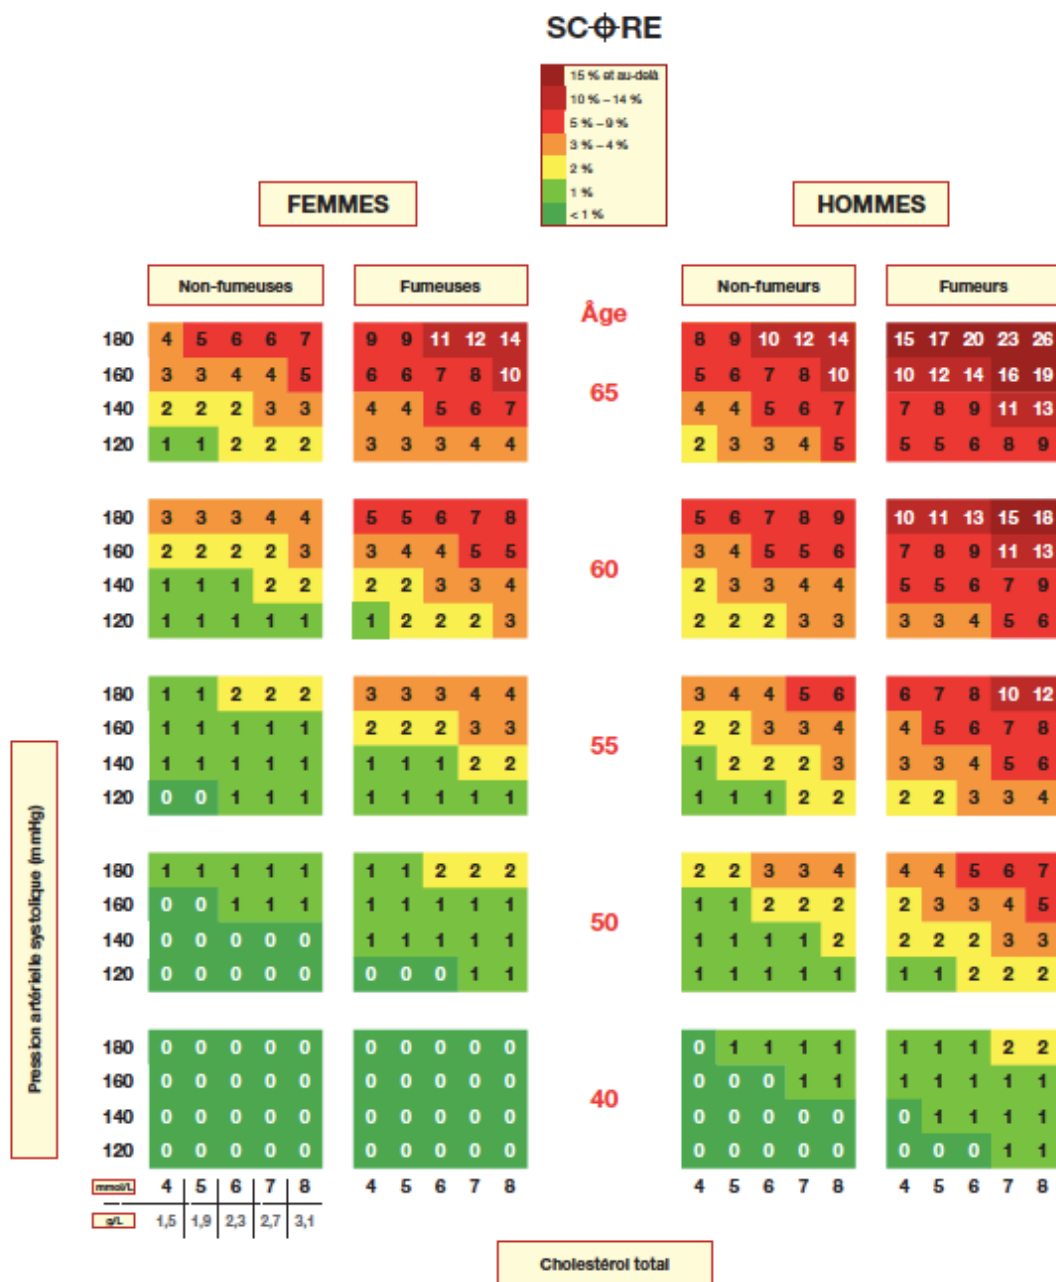 SCORE
15 % et au-delà
10 % – 14 %
5 % – 9 %
3 % – 4 %
2 %
1 %
< 1 %
FEMMES HOMMES
Non-fumeuses Fumeuses Non-fumeurs Fumeurs
Âge
180 4 5 6 6 7 9 9 11 12 14 8 9 10 12 14 15 17 20 23 26
160 3 3 4 4 5 6 6 7 8 10 5 6 7 8 10 10 12 14 16 19
65
140 2 2 2 3 3 4 4 5 6 7 4 4 5 6 7 7 8 9 11 13
120 1 1 2 2 2 3 3 3 4 4 2 3 3 4 5 5 5 6 8 9
180 3 3 3 4 4 5 5 6 7 8 5 6 7 8 9 10 11 13 15 18
160 2 2 2 2 3 3 4 4 5 5 3 4 5 5 6 7 8 9 11 13
60
140 1 1 1 2 2 2 2 3 3 4 2 3 3 4 4 5 5 6 7 9
120 1 1 1 1 1 1 2 2 2 3 2 2 2 3 3 3 3 4 5 6
180 1 1 2 2 2 3 3 3 4 4 3 4 4 5 6 6 7 8 10 12
160 1 1 1 1 1 2 2 2 3 3 2 2 3 3 4 4 5 6 7 8
55
140 1 1 1 1 1 1 1 1 2 2 1 2 2 2 3 3 3 4 5 6
120 0 0 1 1 1 1 1 1 1 1 1 1 1 2 2 2 2 3 3 4
180 1 1 1 1 1 1 1 2 2 2 2 2 3 3 4 4 4 5 6 7
160 0 0 1 1 1 1 1 1 1 1 1 1 2 2 2 2 3 3 4 5
50
140 0 0 0 0 0 1 1 1 1 1 1 1 1 1 2 2 2 2 3 3
120 0 0 0 0 0 0 0 0 1 1 1 1 1 1 1 1 1 2 2 2
180 0 0 0 0 0 0 0 0 0 0 0 1 1 1 1 1 1 1 2 2
160 0 0 0 0 0 0 0 0 0 0 0 0 0 1 1 1 1 1 1 1
40
140 0 0 0 0 0 0 0 0 0 0 0 0 0 0 0 0 1 1 1 1
120 0 0 0 0 0 0 0 0 0 0 0 0 0 0 0 0 0 0 1 1
Pression artérielle systolique (mmHg)
mmol/L 4 5 6 7 8 4 5 6 7 8 4 5 6 7 8 4 5 6 7 8
g/L 1,5 1,9 2,3 2,7 3,1
Cholestérol total